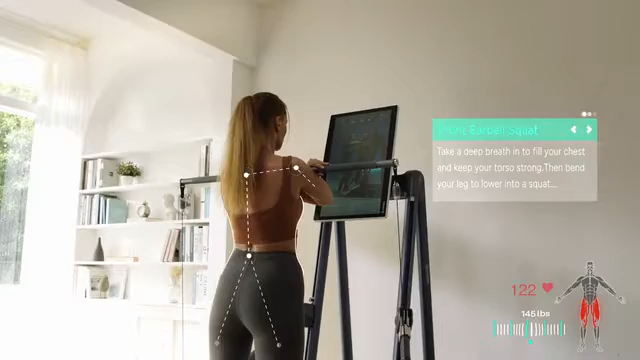 Front Barbell Squat
Take a deep breath in to fill your chest
and keep your torso strong.Then bend
your leg to lower into a squat...
122
145 lbs